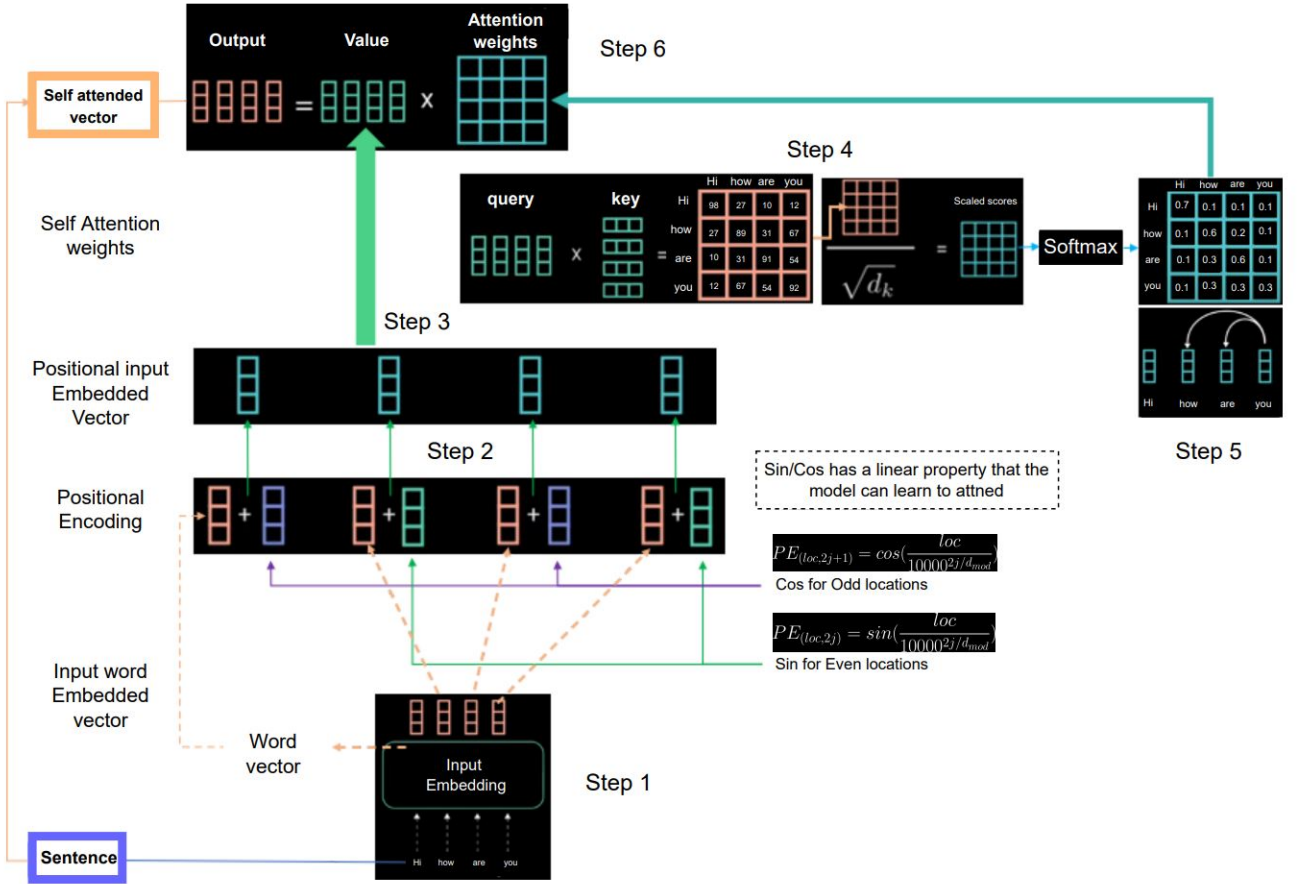 Output
Value
Attention
weights
Step 6
=
x
Self attended
vector
Step 4
Self Attention
weights
query
key
x
=
Hi how are you
Hi 98 27 10 12
how 27 89 31 67
are 10 31 91 54
you 12 67 54 92
√d_k
=
Scaled scores
Softmax
Hi how are you
Hi 0.7 0.1 0.1 0.1
how 0.1 0.6 0.2 0.1
are 0.1 0.3 0.6 0.1
you 0.1 0.3 0.3 0.3
Hi how are you
Step 5
Step 3
Positional input
Embedded
Vector
Step 2
Positional
Encoding
+ + + +
Sin/Cos has a linear property that the
model can learn to attned
PE_(loc,2j+1) = cos(loc/10000^{2j/d_mod})
Cos for Odd locations
PE_(loc,2j) = sin(loc/10000^{2j/d_mod})
Sin for Even locations
Input word
Embedded
vector
Word
vector
Input
Embedding
Step 1
Hi how are you
Sentence